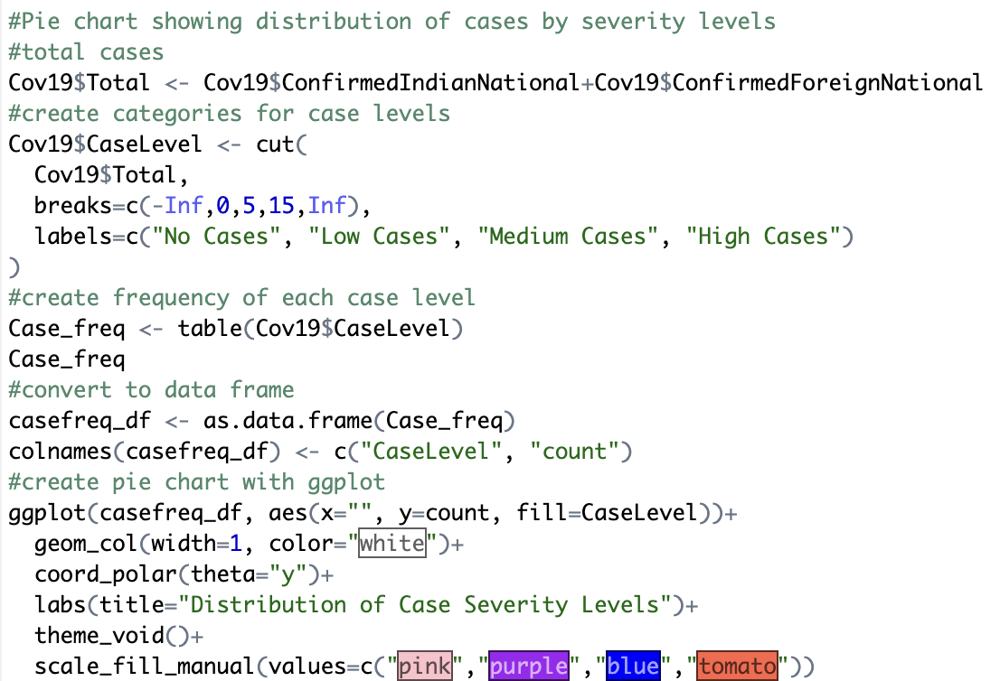 #Pie chart showing distribution of cases by severity levels
#total cases
Cov19$Total <- Cov19$ConfirmedIndianNational+Cov19$ConfirmedForeignNational
#create categories for case levels
Cov19$CaseLevel <- cut(
  Cov19$Total,
  breaks=c(-Inf,0,5,15,Inf),
  labels=c("No Cases", "Low Cases", "Medium Cases", "High Cases")
)
#create frequency of each case level
Case_freq <- table(Cov19$CaseLevel)
Case_freq
#convert to data frame
casefreq_df <- as.data.frame(Case_freq)
colnames(casefreq_df) <- c("CaseLevel", "count")
#create pie chart with ggplot
ggplot(casefreq_df, aes(x="", y=count, fill=CaseLevel))+
  geom_col(width=1, color="white")+
  coord_polar(theta="y")+
  labs(title="Distribution of Case Severity Levels")+
  theme_void()+
  scale_fill_manual(values=c("pink","purple","blue","tomato"))